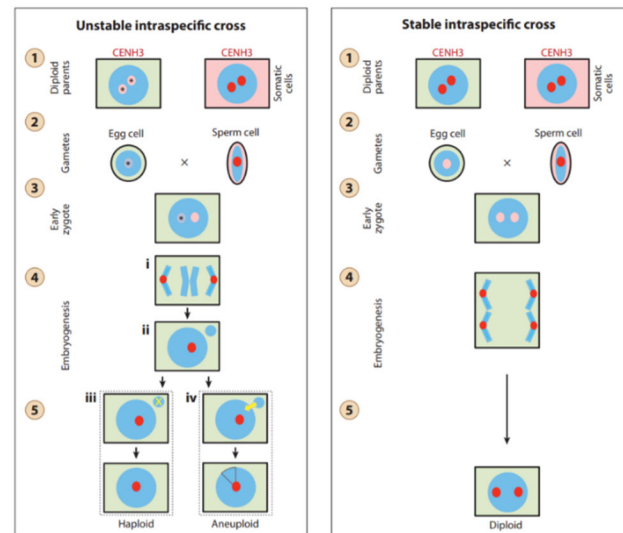 Unstable intraspecific cross
CENH3
CENH3
1
Diploid
parents
Somatic
cells
2
Gametes
Egg cell
Sperm cell
×
3
Early
zygote
4
Embryogenesis
i
ii
5
iii
iv
Haploid
Aneuploid
Stable intraspecific cross
CENH3
CENH3
1
Diploid
parents
Somatic
cells
2
Gametes
Egg cell
Sperm cell
×
3
Early
zygote
4
Embryogenesis
5
Diploid